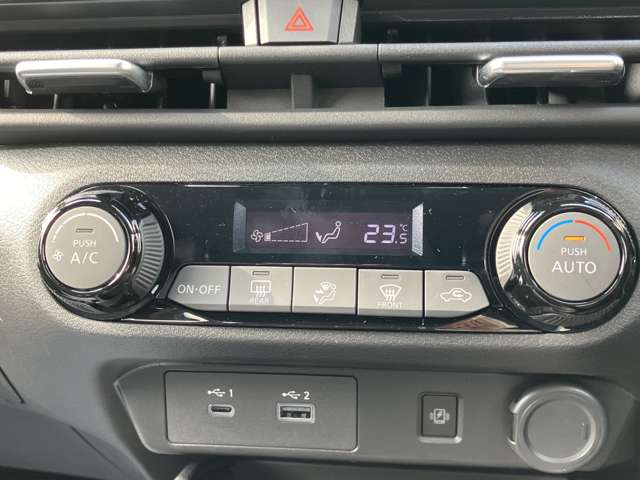 23.5 °C
PUSH
A/C
PUSH
AUTO
ON·OFF
REAR
FRONT
1
2